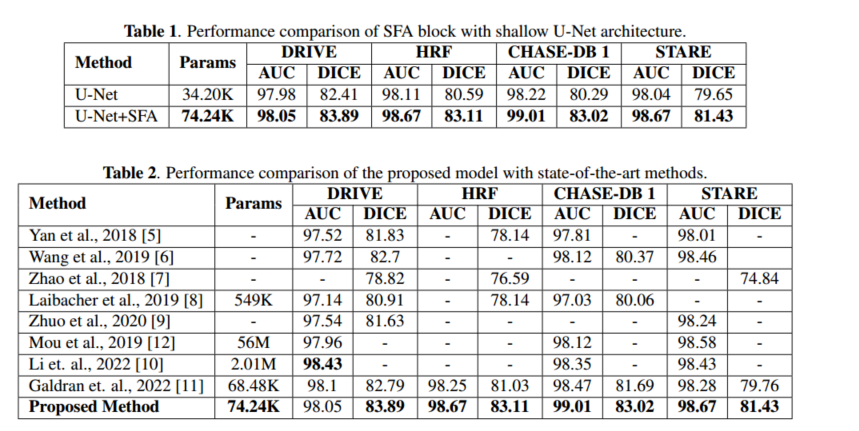 Table 1. Performance comparison of SFA block with shallow U-Net architecture.
Method Params DRIVE HRF CHASE-DB 1 STARE
AUC DICE AUC DICE AUC DICE AUC DICE
U-Net 34.20K 97.98 82.41 98.11 80.59 98.22 80.29 98.04 79.65
U-Net+SFA 74.24K 98.05 83.89 98.67 83.11 99.01 83.02 98.67 81.43
Table 2. Performance comparison of the proposed model with state-of-the-art methods.
Method Params DRIVE HRF CHASE-DB 1 STARE
AUC DICE AUC DICE AUC DICE AUC DICE
Yan et al., 2018 [5] - 97.52 81.83 - 78.14 97.81 - 98.01 -
Wang et al., 2019 [6] - 97.72 82.7 - - 98.12 80.37 98.46
Zhao et al., 2018 [7] - - 78.82 - 76.59 - - - 74.84
Laibacher et al., 2019 [8] 549K 97.14 80.91 - 78.14 97.03 80.06 - -
Zhuo et al., 2020 [9] - 97.54 81.63 - - - - 98.24 -
Mou et al., 2019 [12] 56M 97.96 - - - 98.12 - 98.58 -
Li et. al., 2022 [10] 2.01M 98.43 - - - 98.35 - 98.43 -
Galdran et. al., 2022 [11] 68.48K 98.1 82.79 98.25 81.03 98.47 81.69 98.28 79.76
Proposed Method 74.24K 98.05 83.89 98.67 83.11 99.01 83.02 98.67 81.43